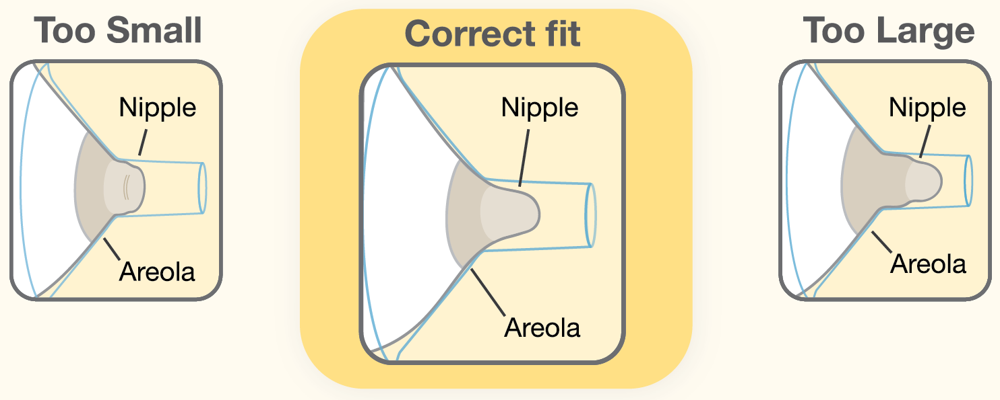 Too Small
Nipple
Areola
Correct fit
Nipple
Areola
Too Large
Nipple
Areola